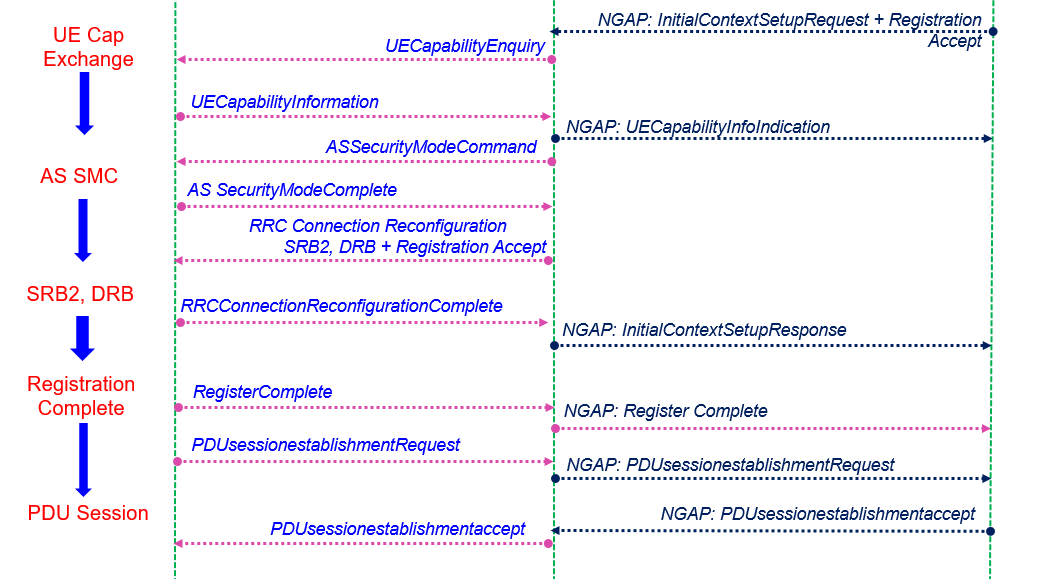 NGAP: InitialContextSetupRequest + Registration
Accept
UE Cap
Exchange
UECapabilityEnquiry
UECapabilityInformation
NGAP: UECapabilityInfoIndication
ASSecurityModeCommand
AS SMC
AS SecurityModeComplete
RRC Connection Reconfiguration
SRB2, DRB + Registration Accept
SRB2, DRB
RRCConnectionReconfigurationComplete
NGAP: InitialContextSetupResponse
Registration
Complete
RegisterComplete
NGAP: Register Complete
PDUsessionestablishmentRequest
NGAP: PDUsessionestablishmentRequest
PDU Session
NGAP: PDUsessionestablishmentaccept
PDUsessionestablishmentaccept